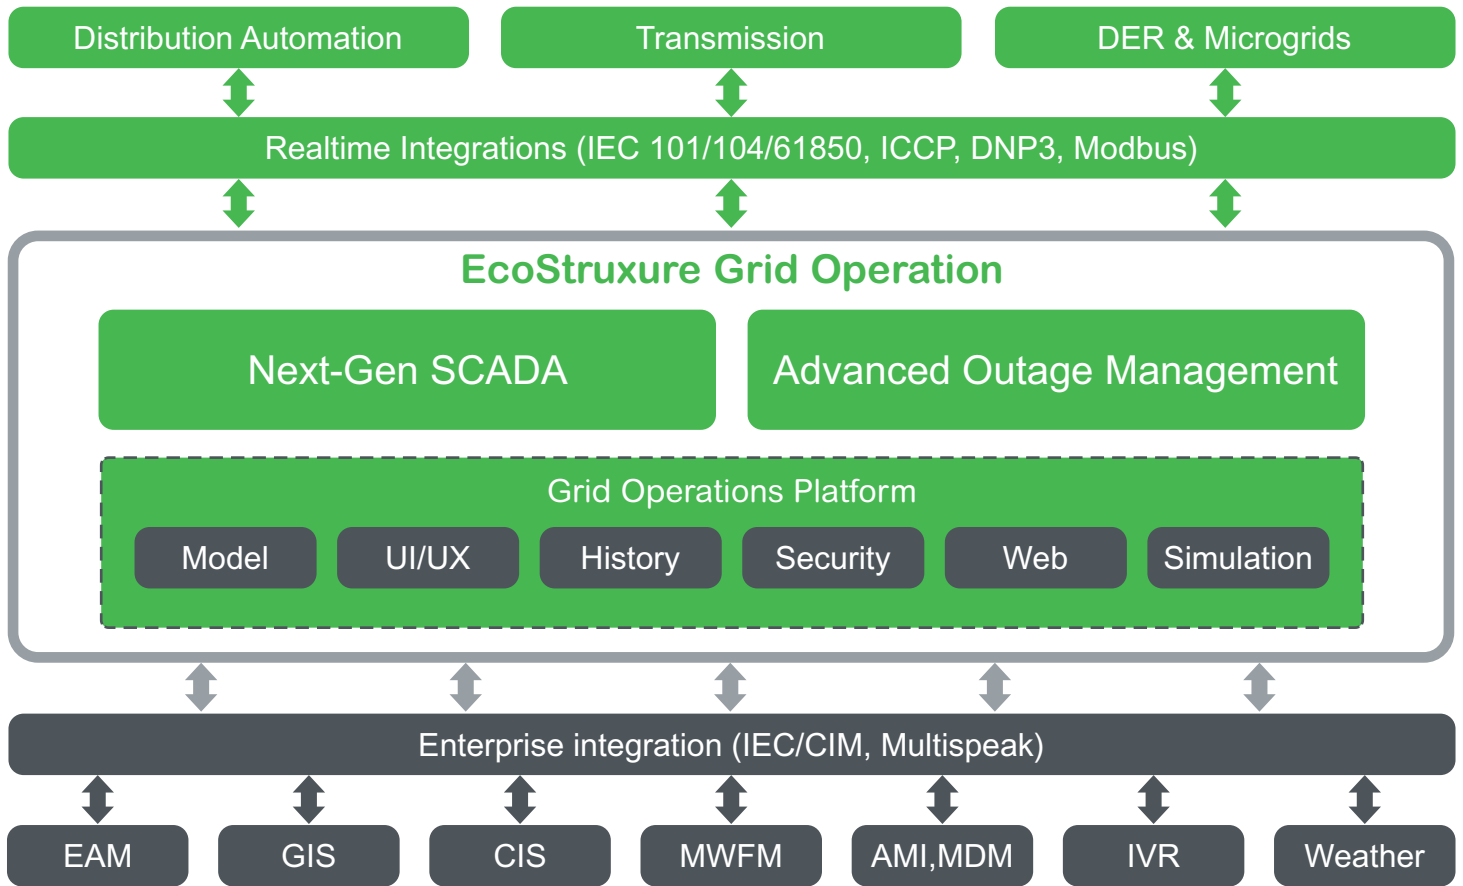 Distribution Automation
Transmission
DER & Microgrids
Realtime Integrations (IEC 101/104/61850, ICCP, DNP3, Modbus)
EcoStruxure Grid Operation
Next-Gen SCADA
Advanced Outage Management
Grid Operations Platform
Model
UI/UX
History
Security
Web
Simulation
Enterprise integration (IEC/CIM, Multispeak)
EAM
GIS
CIS
MWFM
AMI,MDM
IVR
Weather